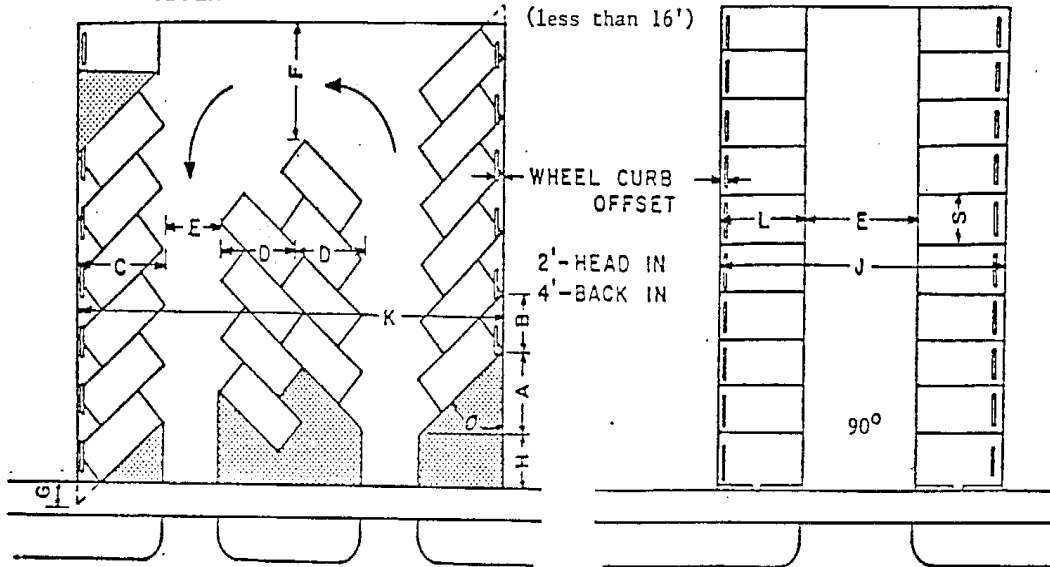 (less than 16')
F
WHEEL CURB
OFFSET
E
L
E
S
D
D
C
2'-HEAD IN
4'-BACK IN
J
K
B
A
O
H
90°
G